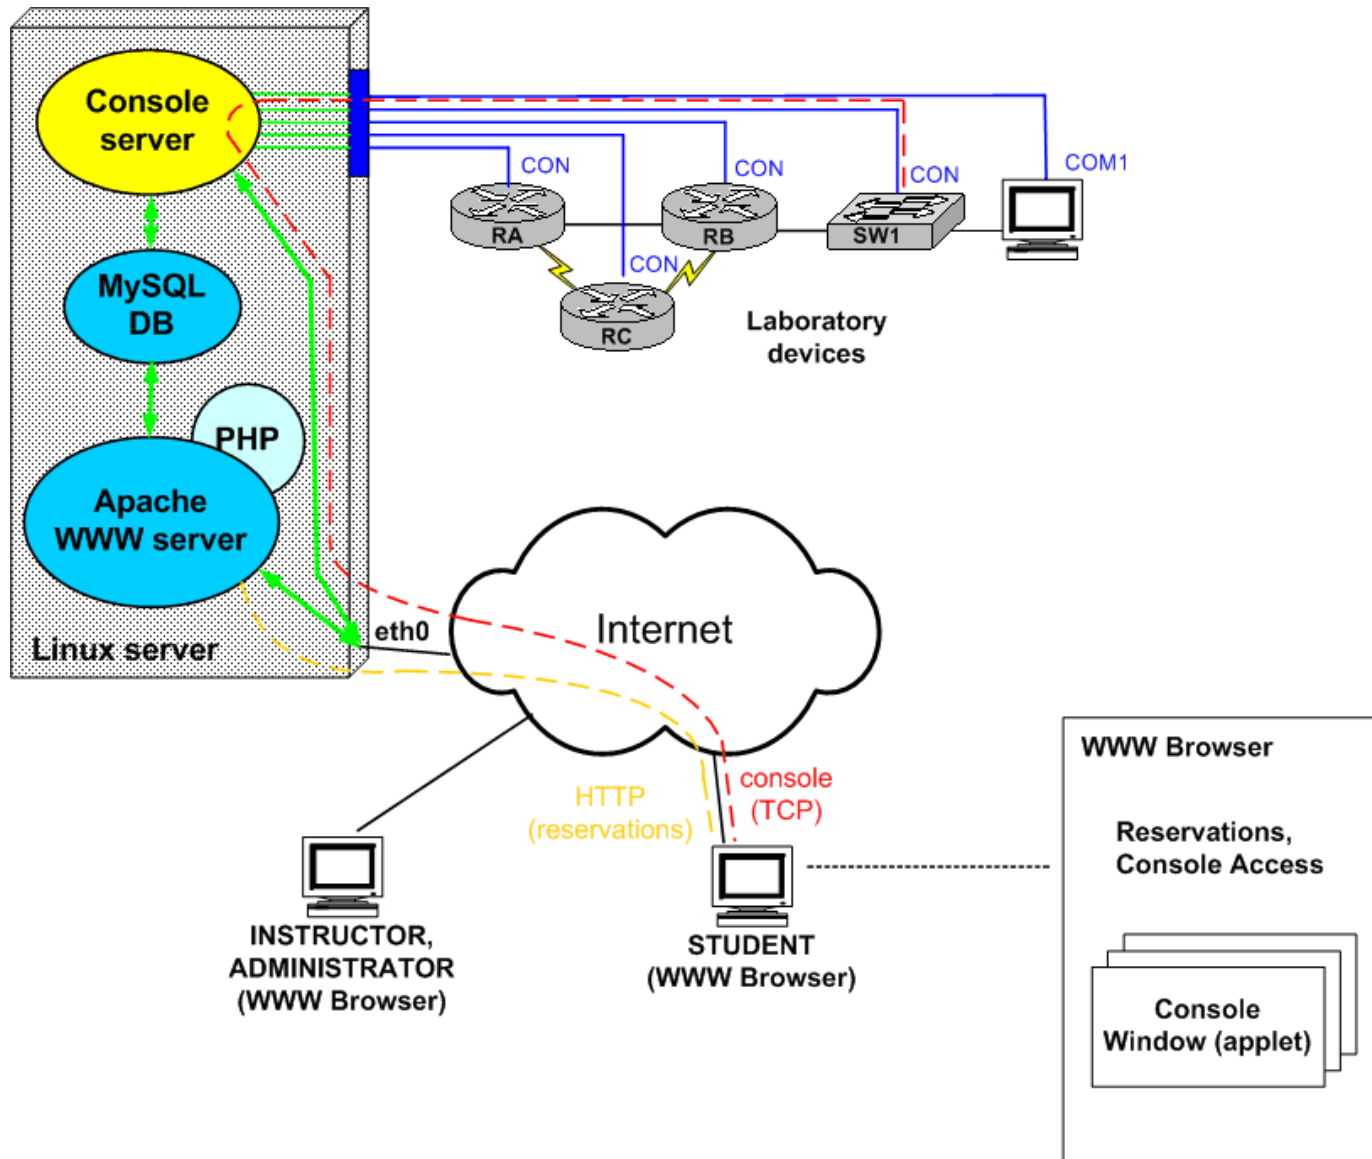 Console
server
MySQL
DB
PHP
Apache
WWW server
Linux server
eth0
CON
CON
CON
CON
COM1
RA
RB
SW1
RC
Laboratory
devices
Internet
HTTP
(reservations)
console
(TCP)
INSTRUCTOR,
ADMINISTRATOR
(WWW Browser)
STUDENT
(WWW Browser)
WWW Browser
Reservations,
Console Access
Console
Window (applet)